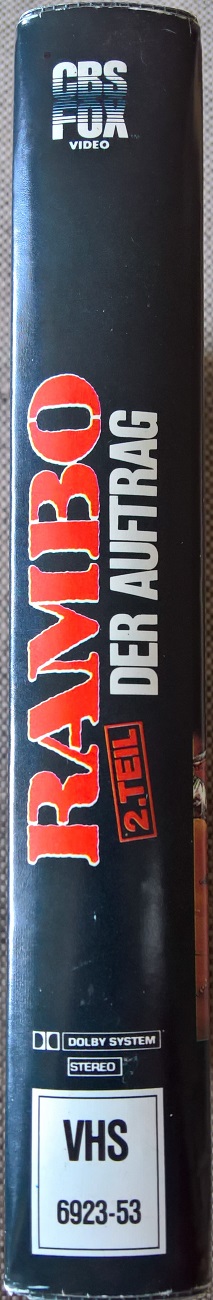 CBS
FOX
VIDEO
RAMBO
DER AUFTRAG
2.TEIL
DOLBY SYSTEM
STEREO
VHS
6923-53